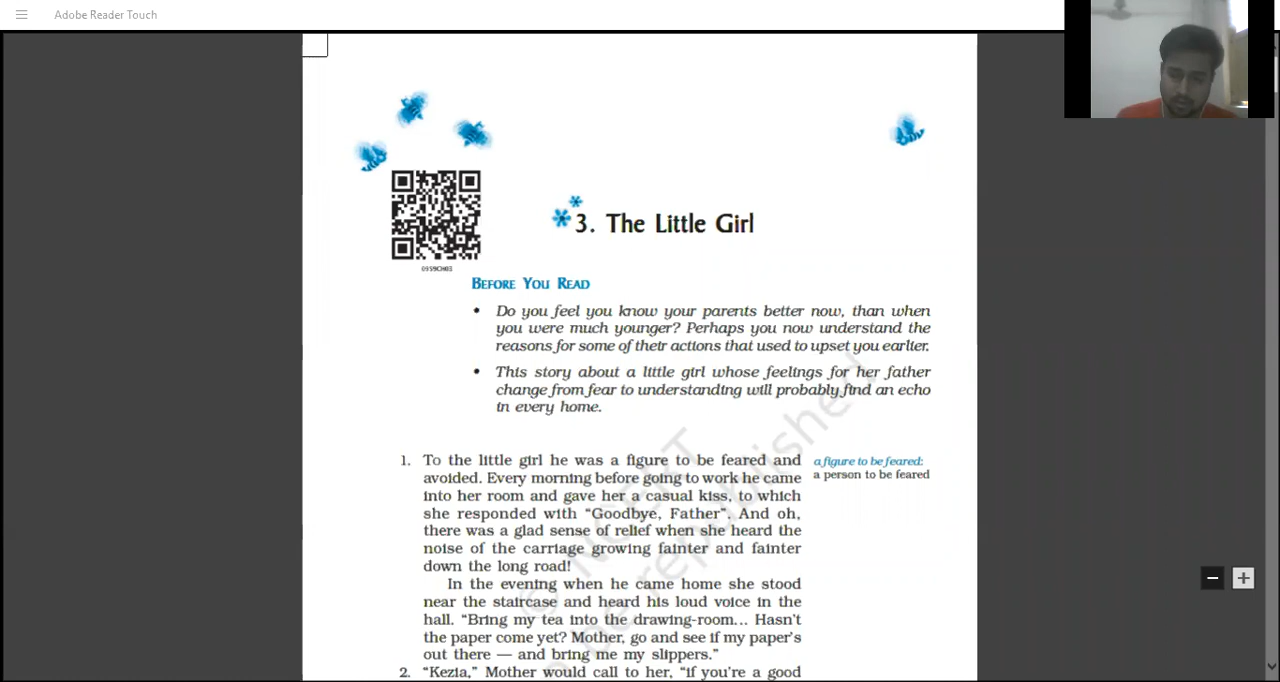 Adobe Reader Touch
0959CH03
3. The Little Girl
BEFORE YOU READ
• Do you feel you know your parents better now, than when
you were much younger? Perhaps you now understand the
reasons for some of their actions that used to upset you earlier.
• This story about a little girl whose feelings for her father
change from fear to understanding will probably find an echo
in every home.
1. To the little girl he was a figure to be feared and
avoided. Every morning before going to work he came
into her room and gave her a casual kiss, to which
she responded with “Goodbye, Father”. And oh,
there was a glad sense of relief when she heard the
noise of the carriage growing fainter and fainter
down the long road!
a figure to be feared:
a person to be feared
In the evening when he came home she stood
near the staircase and heard his loud voice in the
hall. “Bring my tea into the drawing-room... Hasn’t
the paper come yet? Mother, go and see if my paper’s
out there — and bring me my slippers.”
2. “Kezia,” Mother would call to her, “if you’re a good
© NCERT
be republished